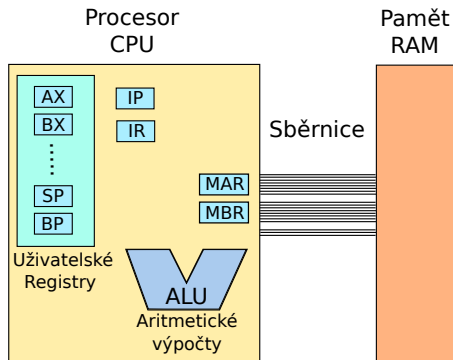 Procesor
CPU
Pamět
RAM
AX
BX
SP
BP
Uživatelské
Registry
IP
IR
MAR
MBR
Sběrnice
ALU
Aritmetické
výpočty